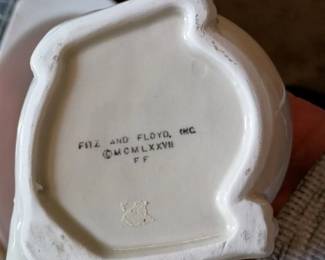 FITZ AND FLOYD, INC.
©MCMLXXVII
FF